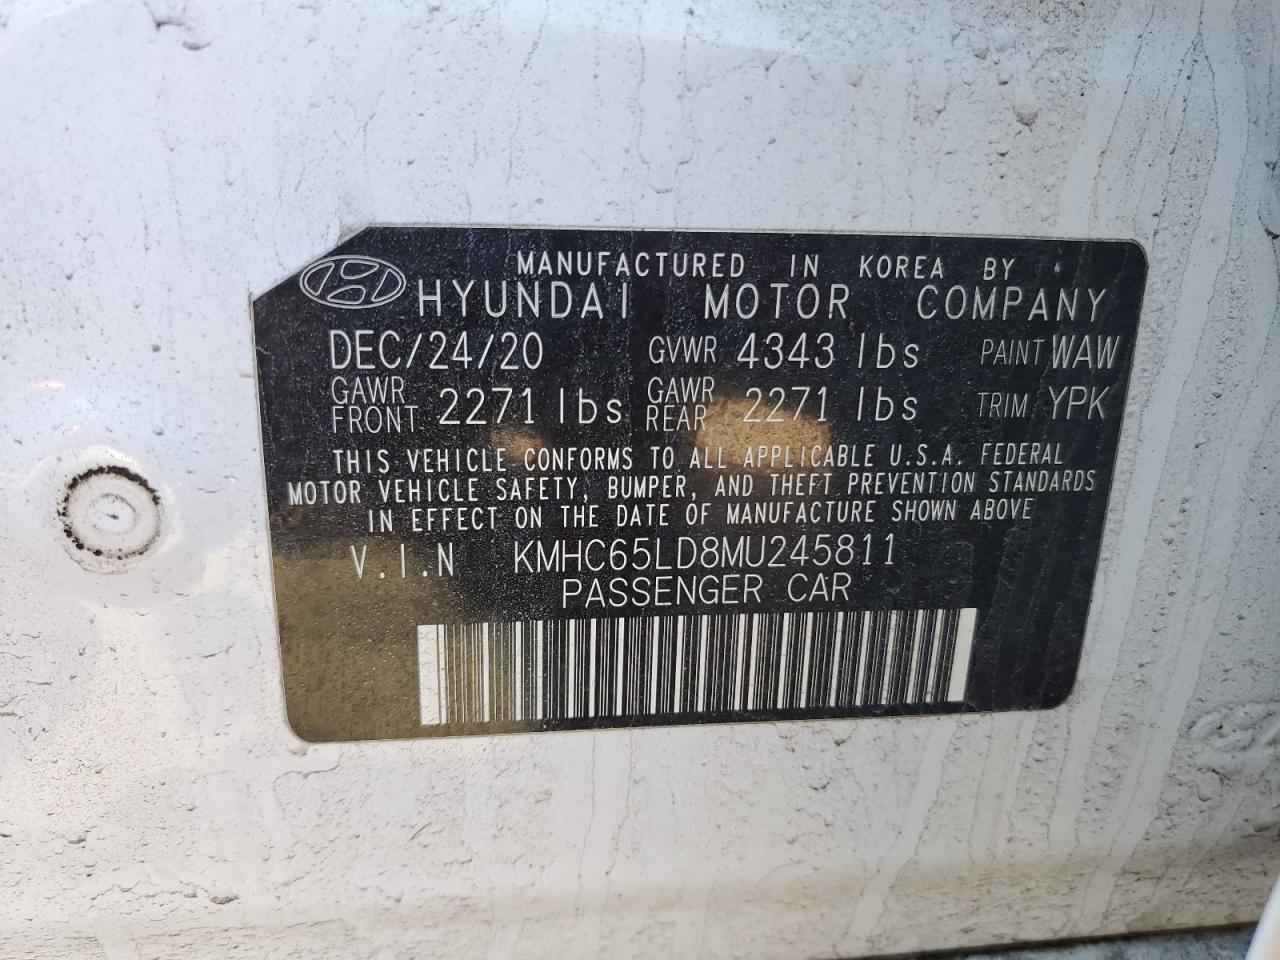 MANUFACTURED IN KOREA BY
HYUNDAI MOTOR COMPANY
DEC/24/20 GVWR 4343 lbs PAINT WAW
GAWR FRONT 2271 lbs GAWR REAR 2271 lbs TRIM YPK
THIS VEHICLE CONFORMS TO ALL APPLICABLE U.S.A. FEDERAL
MOTOR VEHICLE SAFETY, BUMPER, AND THEFT PREVENTION STANDARDS
IN EFFECT ON THE DATE OF MANUFACTURE SHOWN ABOVE
V.I.N KMHC65LD8MU245811
PASSENGER CAR